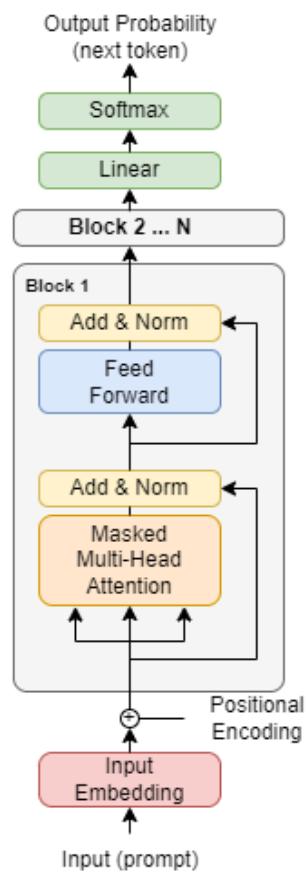 Output Probability
(next token)
Softmax
Linear
Block 2 ... N
Block 1
Add & Norm
Feed
Forward
Add & Norm
Masked
Multi-Head
Attention
Positional
Encoding
Input
Embedding
Input (prompt)